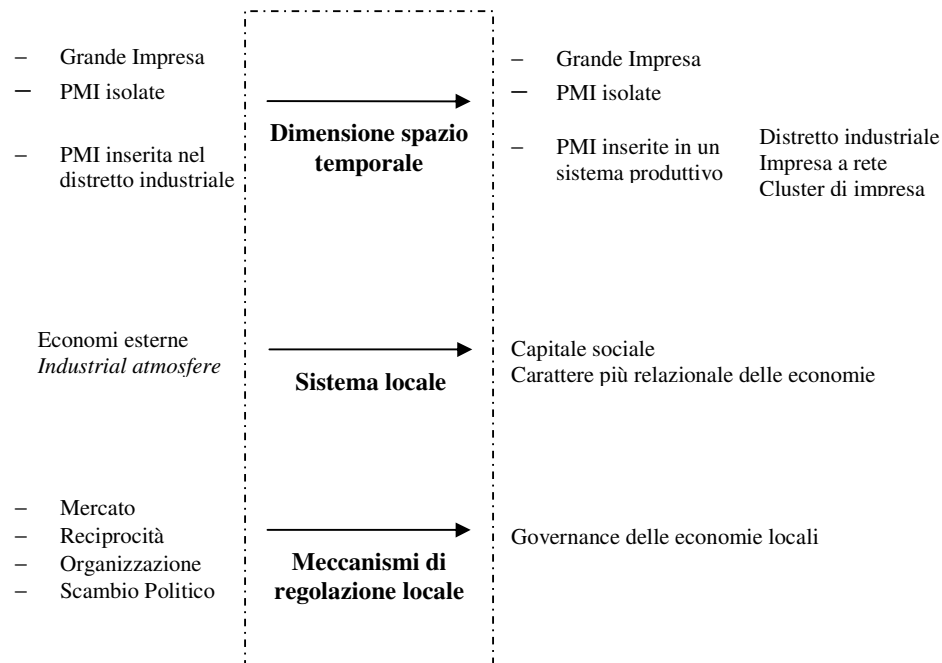 – Grande Impresa
– PMI isolate
– PMI inserita nel
distretto industriale
Dimensione spazio
temporale
– Grande Impresa
– PMI isolate
– PMI inserite in un
sistema produttivo
Distretto industriale
Impresa a rete
Cluster di impresa
Economi esterne
Industrial atmosfere
Sistema locale
Capitale sociale
Carattere più relazionale delle economie
– Mercato
– Reciprocità
– Organizzazione
– Scambio Politico
Meccanismi di
regolazione locale
Governance delle economie locali